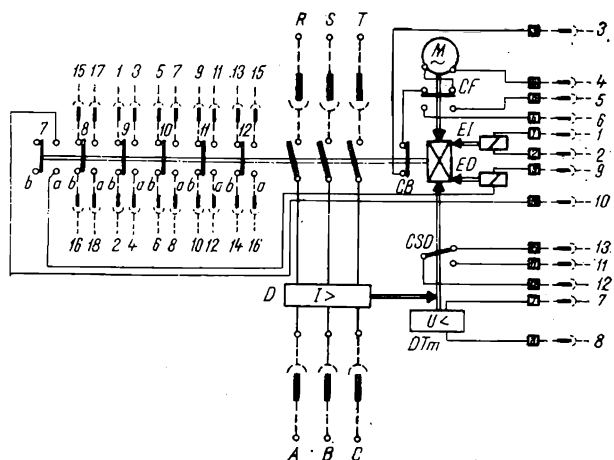 R S T
M
~
3
15 17 1 3 5 7 9 11 13 15
CF
4
5
6
7 8 9 10 11 12
EI
1
2
b a b a b a b a b a b a
CB
ED
9
10
16 18 2 4 6 8 10 12 14 16
CSD
13
11
12
D I> U<
7
DTm
8
A B C